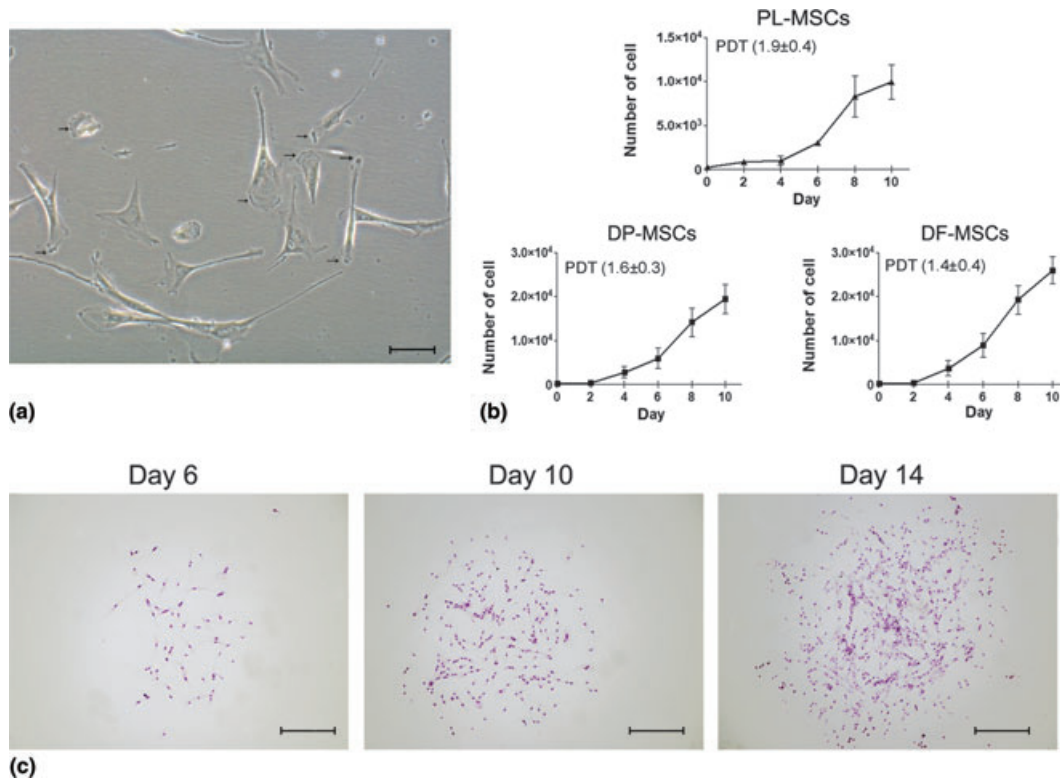 (a)
PL-MSCs
PDT (1.9±0.4)
Number of cell
1.5×10⁴
1.0×10⁴
5.0×10³
0
0 2 4 6 8 10
Day
DP-MSCs
PDT (1.6±0.3)
Number of cell
3.0×10⁴
2.0×10⁴
1.0×10⁴
0
0 2 4 6 8 10
Day
DF-MSCs
PDT (1.4±0.4)
Number of cell
3.0×10⁴
2.0×10⁴
1.0×10⁴
0
0 2 4 6 8 10
Day
(b)
Day 6
Day 10
Day 14
(c)